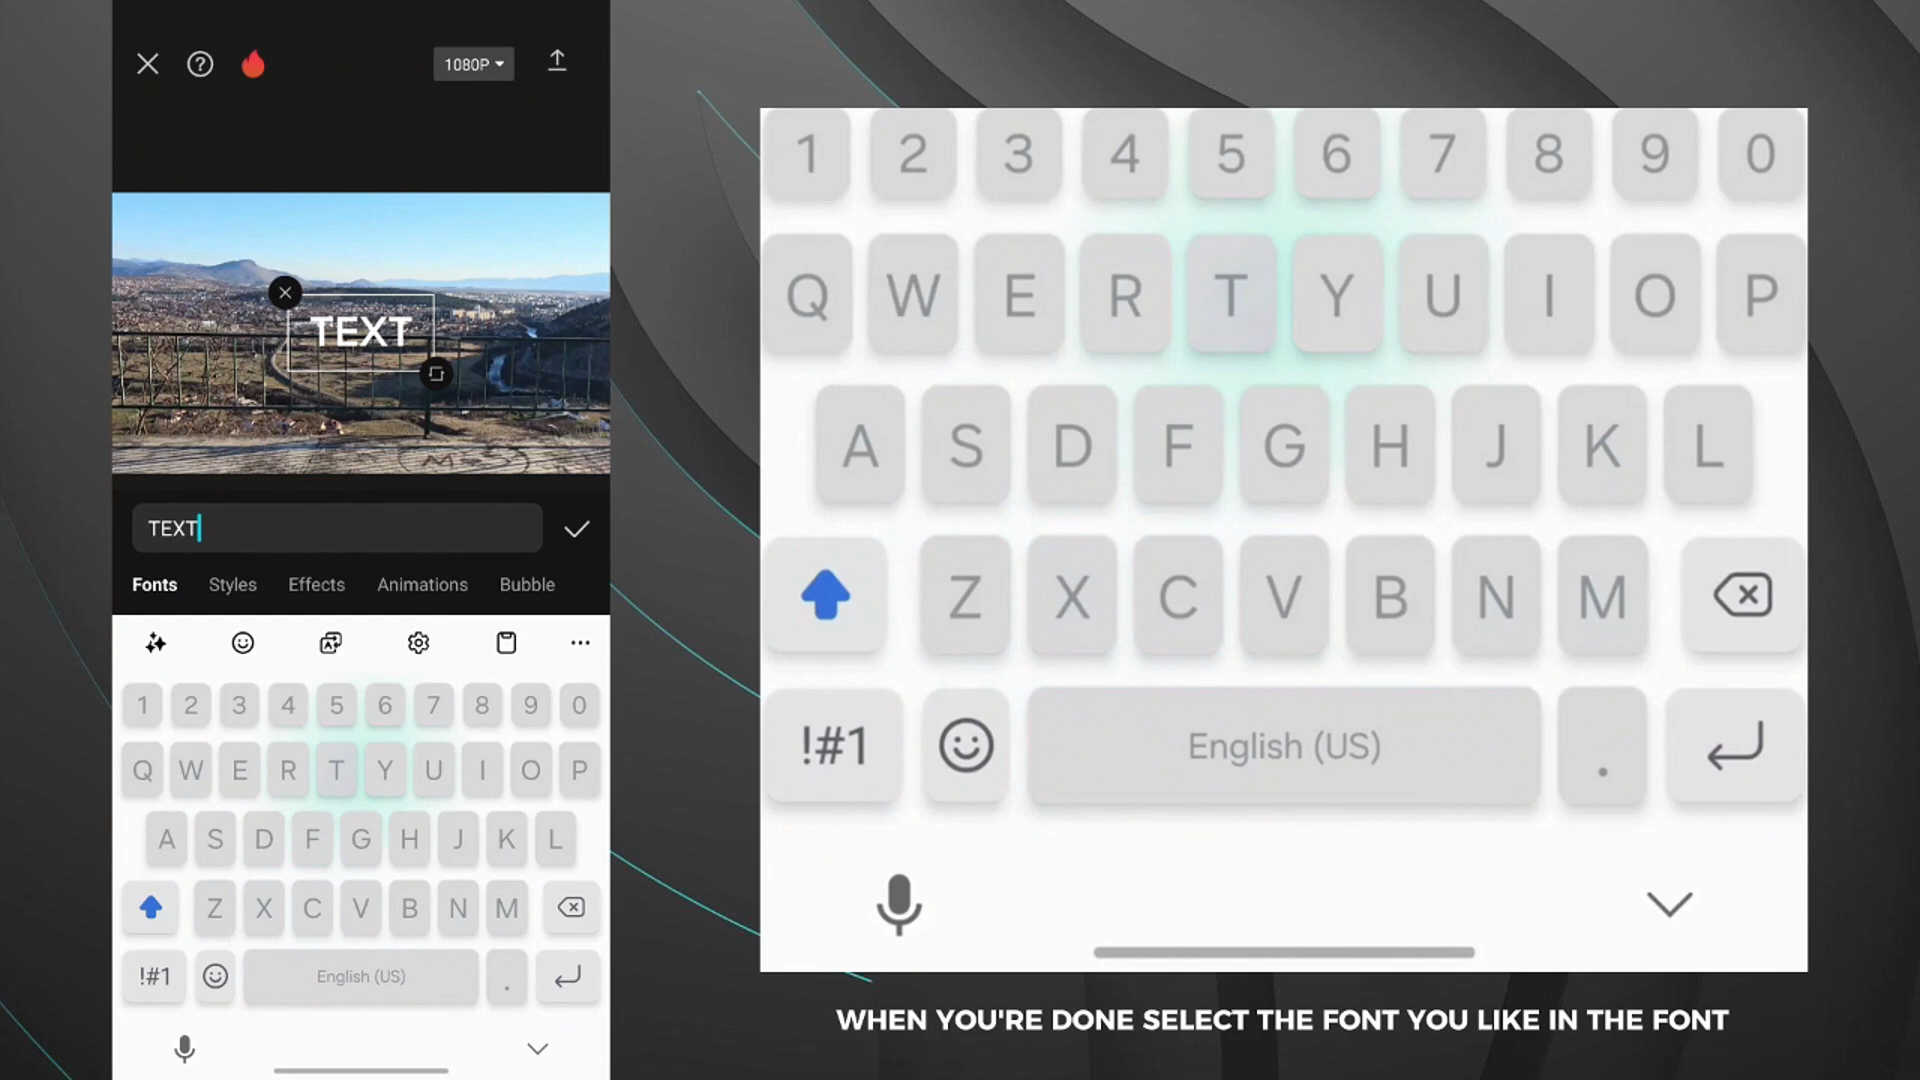 1080P
TEXT
TEXT
Fonts Styles Effects Animations Bubble
1 2 3 4 5 6 7 8 9 0
Q W E R T Y U I O P
A S D F G H J K L
Z X C V B N M
!#1 English (US) .
1 2 3 4 5 6 7 8 9 0
Q W E R T Y U I O P
A S D F G H J K L
Z X C V B N M
!#1 English (US) .
WHEN YOU'RE DONE SELECT THE FONT YOU LIKE IN THE FONT